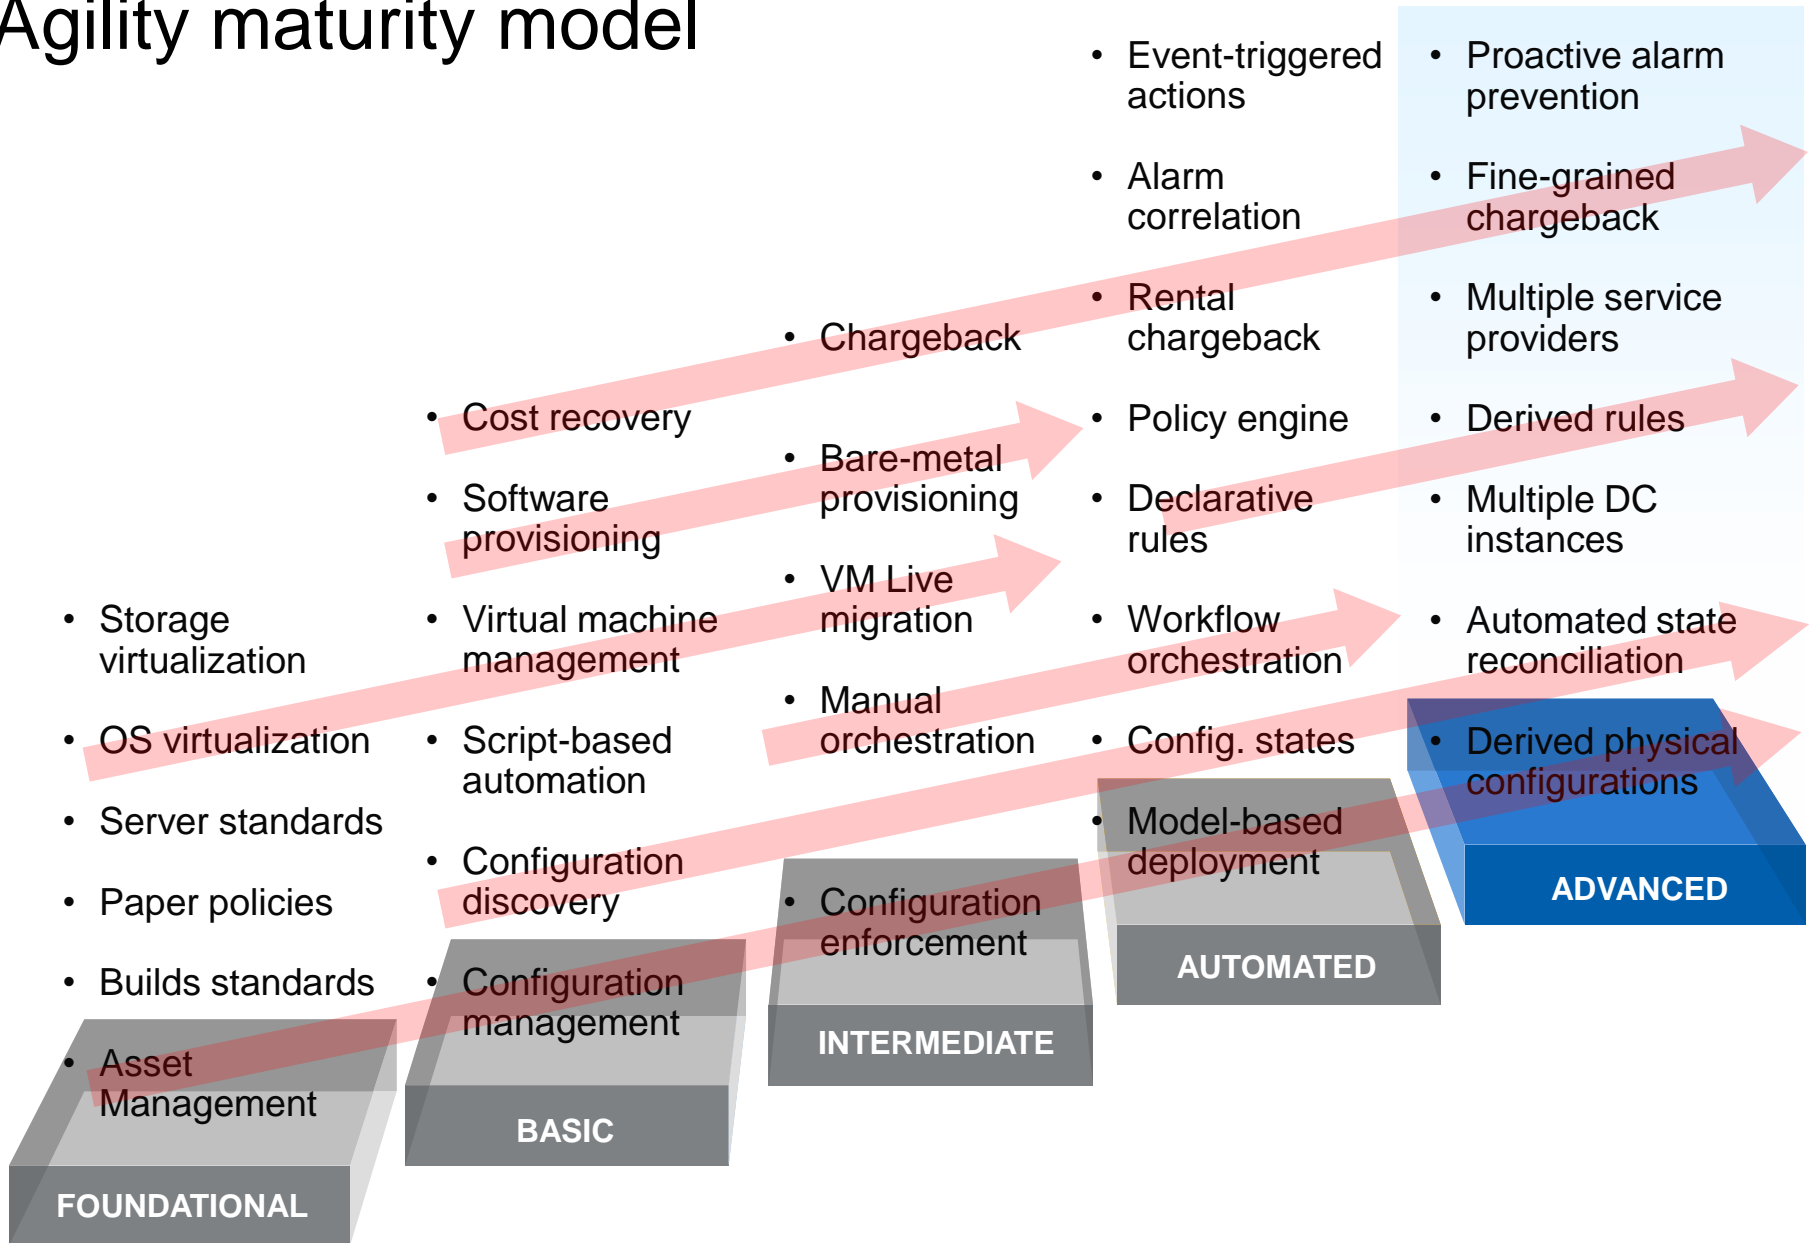 Agility maturity model
• Storage
virtualization
• OS virtualization
• Server standards
• Paper policies
• Builds standards
• Asset
Management
FOUNDATIONAL
• Cost recovery
• Software
provisioning
• Virtual machine
management
• Script-based
automation
• Configuration
discovery
• Configuration
management
BASIC
• Chargeback
• Bare-metal
provisioning
• VM Live
migration
• Manual
orchestration
• Configuration
enforcement
INTERMEDIATE
• Event-triggered
actions
• Alarm
correlation
• Rental
chargeback
• Policy engine
• Declarative
rules
• Workflow
orchestration
• Config. states
• Model-based
deployment
AUTOMATED
• Proactive alarm
prevention
• Fine-grained
chargeback
• Multiple service
providers
• Derived rules
• Multiple DC
instances
• Automated state
reconciliation
• Derived physical
configurations
ADVANCED